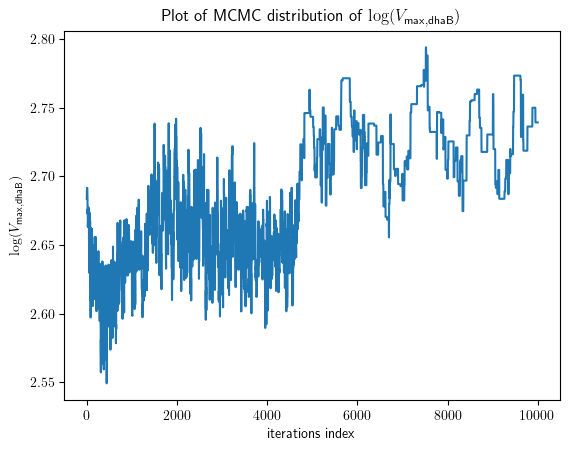 Plot of MCMC distribution of log(V_max,dhaB)
log(V_max,dhaB)
2.80
2.75
2.70
2.65
2.60
2.55
0 2000 4000 6000 8000 10000
iterations index